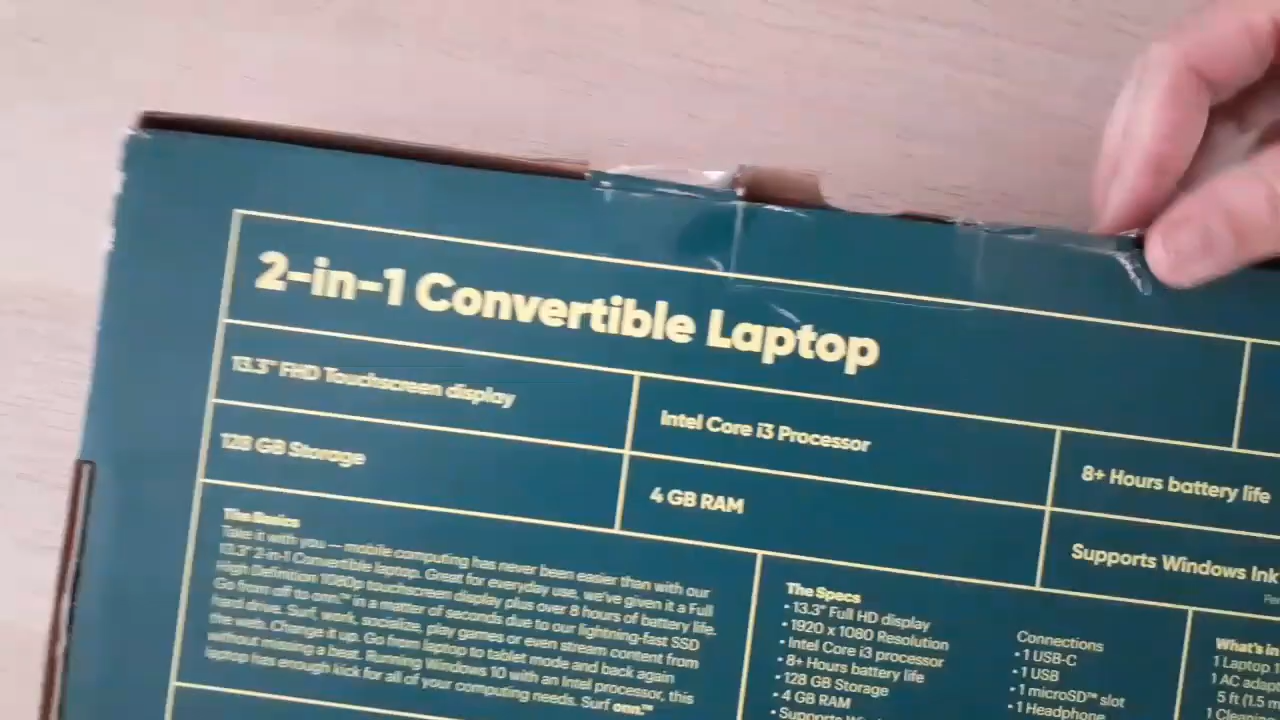 2-in-1 Convertible Laptop
13.3" FHD Touchscreen display
Intel Core i3 Processor
8+ Hours battery life
128 GB Storage
4 GB RAM
Supports Windows Ink
The Basics
Take it with you — mobile computing has never been easier than with our
13.3" 2-in-1 Convertible laptop. Great for everyday use, we've given it a Full
High Definition 1080p touchscreen display plus over 8 hours of battery life.
Go from off to onn.™ in a matter of seconds due to our lightning-fast SSD
hard drive. Surf, work, socialize, play games or even stream content from
the web. Change it up. Go from laptop to tablet mode and back again
without missing a beat. Running Windows 10 with an Intel processor, this
laptop has enough kick for all of your computing needs. Surf onn.™
The Specs
• 13.3" Full HD display
• 1920 x 1080 Resolution
• Intel Core i3 processor
• 8+ Hours battery life
• 128 GB Storage
• 4 GB RAM
• Supports
Connections
• 1 USB-C
• 1 USB
• 1 microSD™ slot
• 1 Headphon
What's in
1 Laptop
1 AC adap
5 ft (1.5 m